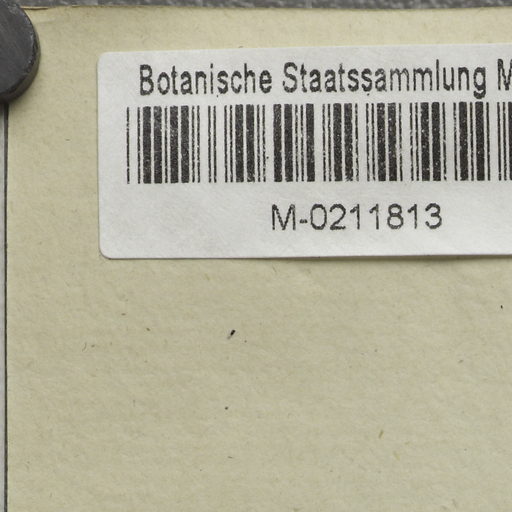 Botanische Staatssammlung M
M-0211813